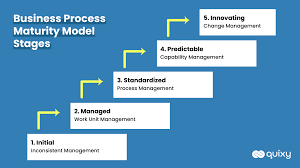 Business Process
Maturity Model
Stages
5. Innovating
Change Management
4. Predictable
Capability Management
3. Standardized
Process Management
2. Managed
Work Unit Management
1. Initial
Inconsistent Management
quixy